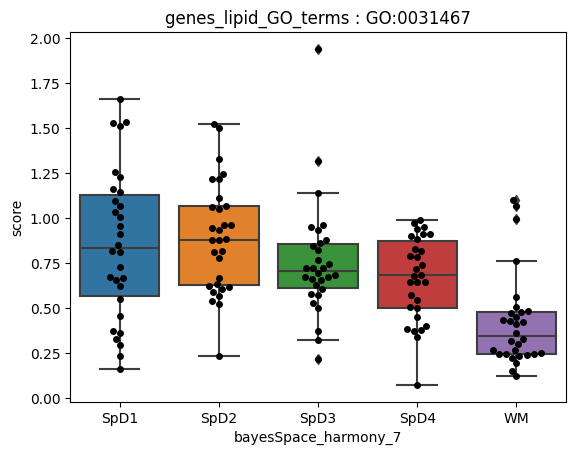 genes_lipid_GO_terms : GO:0031467
2.00
1.75
1.50
1.25
1.00
0.75
0.50
0.25
0.00
score
SpD1 SpD2 SpD3 SpD4 WM
bayesSpace_harmony_7